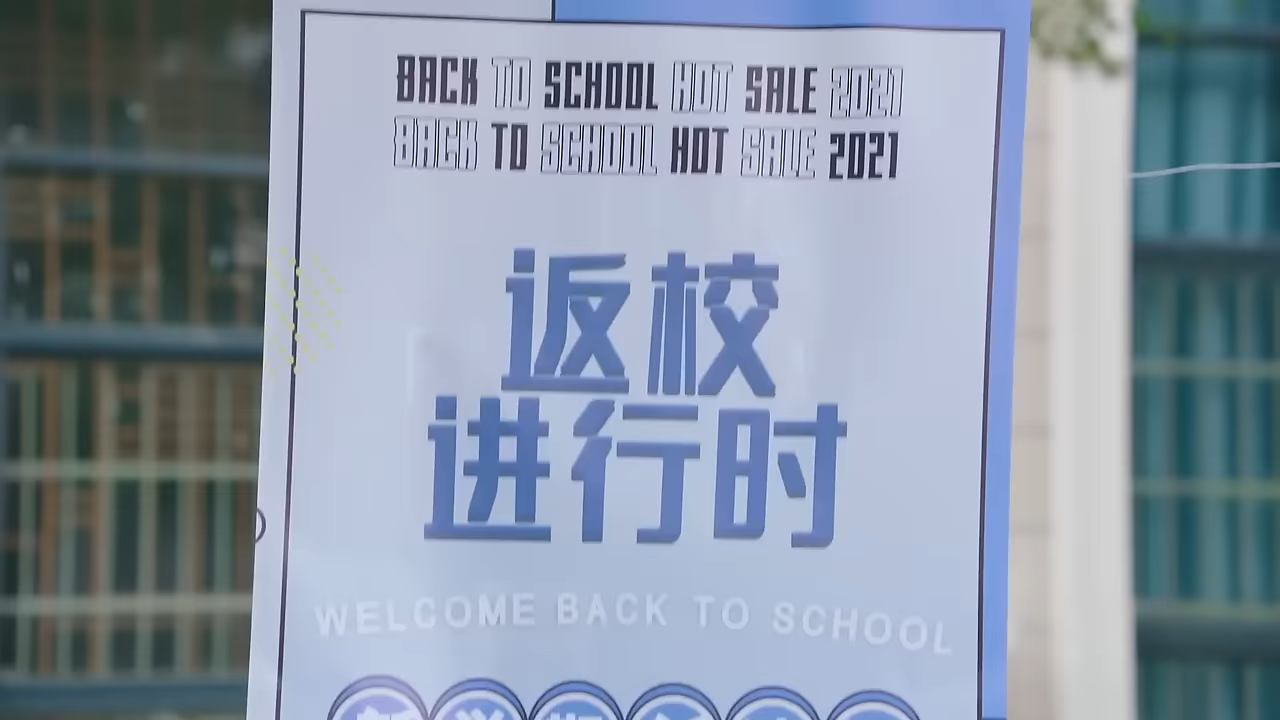 BACK TO SCHOOL HOT SALE 2021
BACK TO SCHOOL HOT SALE 2021
返校
进行时
WELCOME BACK TO SCHOOL